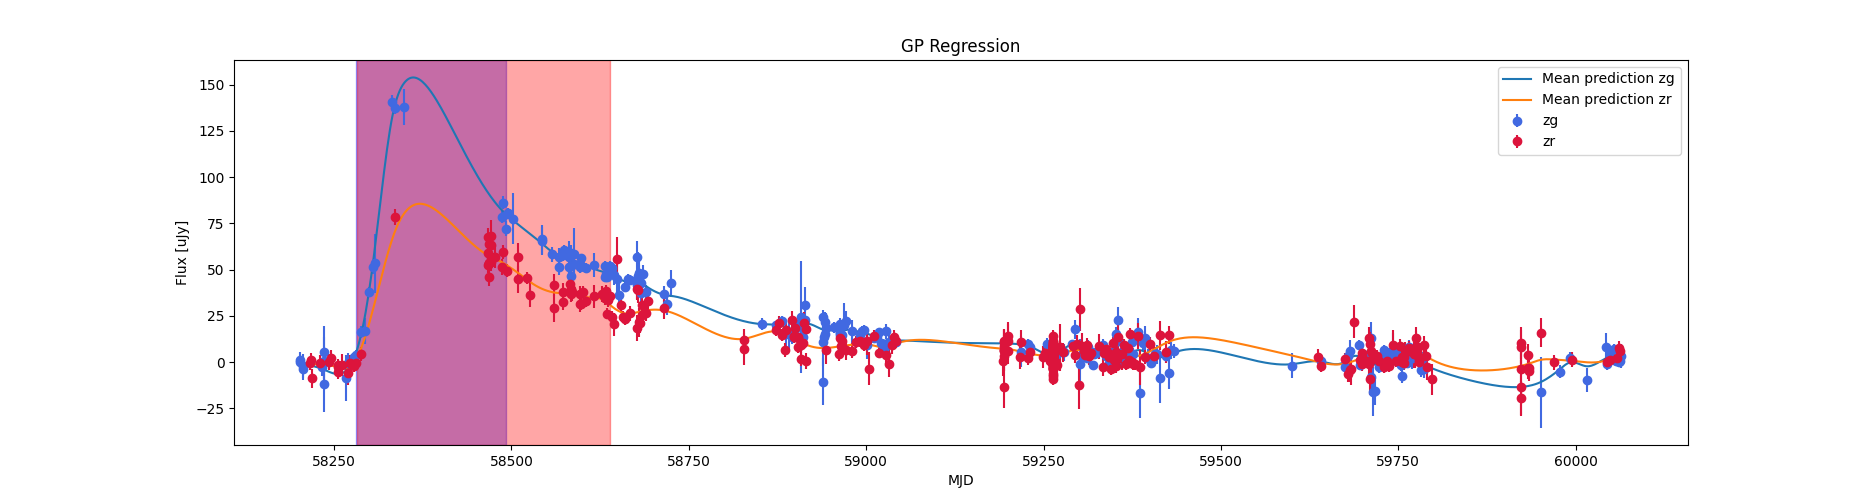 GP Regression
150
125
100
75
50
25
0
−25
Flux [uJy]
58250 58500 58750 59000 59250 59500 59750 60000
MJD
Mean prediction zg
Mean prediction zr
zg
zr